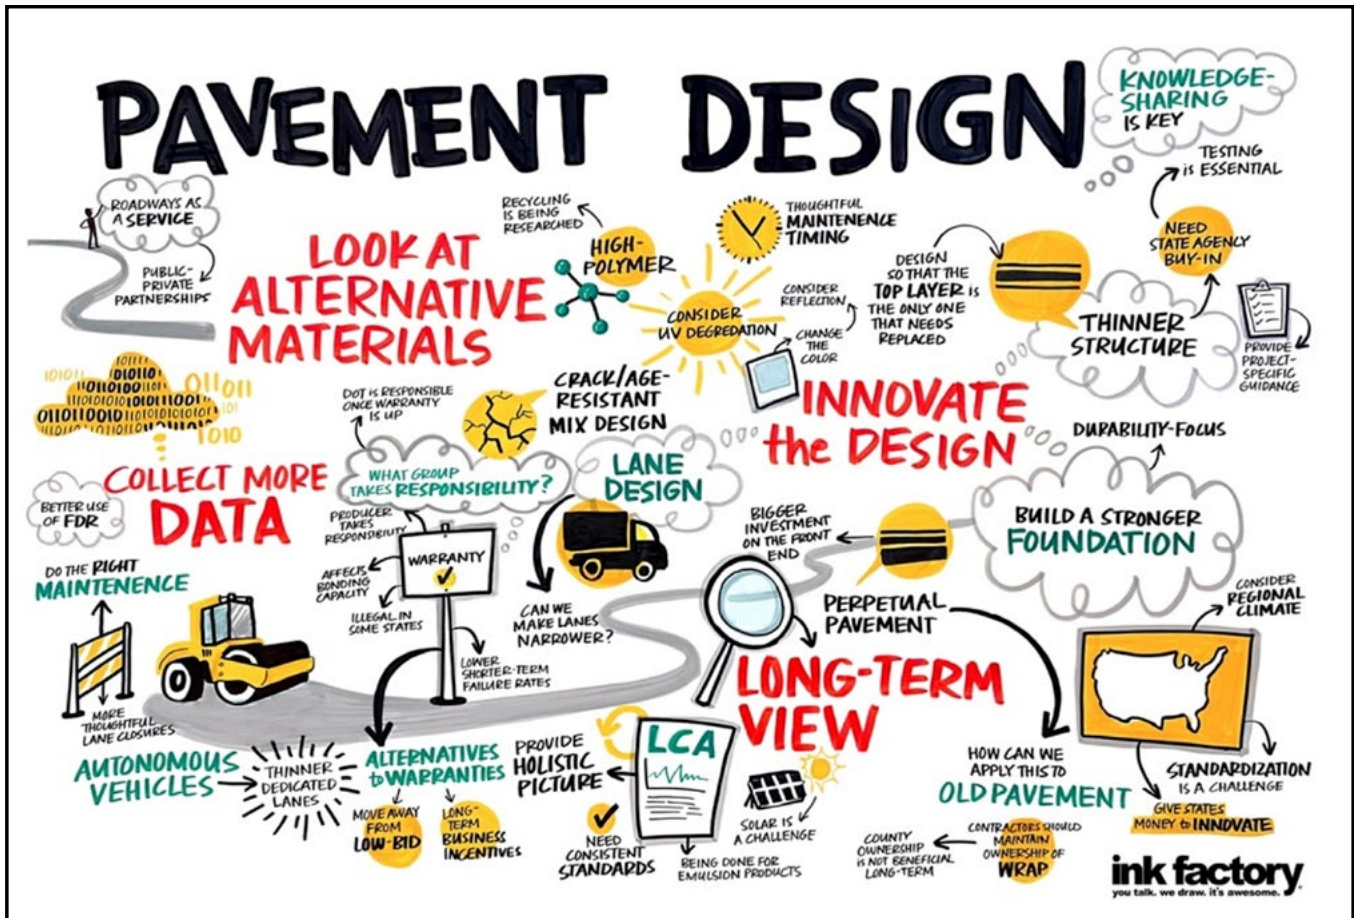 PAVEMENT DESIGN
KNOWLEDGE-
SHARING
IS KEY
TESTING
is ESSENTIAL
NEED
STATE AGENCY
BUY-IN
ROADWAYS AS
A SERVICE
PUBLIC-
PRIVATE
PARTNERSHIPS
LOOK AT
ALTERNATIVE
MATERIALS
RECYCLING
IS BEING
RESEARCHED
HIGH-
POLYMER
THOUGHTFUL
MAINTENENCE
TIMING
CONSIDER
UV DEGREDATION
CONSIDER
REFLECTION
CHANGE
THE
COLOR
DESIGN
SO THAT THE
TOP LAYER is
THE ONLY ONE
THAT NEEDS
REPLACED
THINNER
STRUCTURE
PROVIDE
PROJECT-
SPECIFIC
GUIDANCE
CRACK/AGE-
RESISTANT
MIX DESIGN
INNOVATE
the DESIGN
DURABILITY-FOCUS
BUILD A STRONGER
FOUNDATION
10111
010110
10101
01101100 1101
011011
0110110010
1010
COLLECT MORE
DATA
BETTER USE
OF FDR
DOT is RESPONSIBLE
ONCE WARRANTY
IS UP
WHAT GROUP
TAKES RESPONSIBILITY?
PRODUCER
TAKES
RESPONSIBILITY
WARRANTY
AFFECTS
BONDING
CAPACITY
ILLEGAL IN
SOME STATES
LOWER
SHORTER-TERM
FAILURE RATES
LANE
DESIGN
CAN WE
MAKE LANES
NARROWER?
BIGGER
INVESTMENT
ON THE FRONT
END
PERPETUAL
PAVEMENT
LONG-TERM
VIEW
CONSIDER
REGIONAL
CLIMATE
DO THE RIGHT
MAINTENENCE
MORE
THOUGHTFUL
LANE CLOSURES
AUTONOMOUS
VEHICLES
THINNER
DEDICATED
LANES
ALTERNATIVES
to WARRANTIES
MOVE AWAY
FROM
LOW-BID
LONG-
TERM
BUSINESS
INCENTIVES
PROVIDE
HOLISTIC
PICTURE
LCA
NEED
CONSISTENT
STANDARDS
BEING DONE FOR
EMULSION PRODUCTS
SOLAR IS
A CHALLENGE
HOW CAN WE
APPLY THIS TO
OLD PAVEMENT
CONTRACTORS SHOULD
MAINTAIN
OWNERSHIP OF
WRAP
COUNTY
OWNERSHIP
IS NOT BENEFICIAL
LONG-TERM
STANDARDIZATION
IS A CHALLENGE
GIVE STATES
MONEY to INNOVATE
ink factory
you talk. we draw. it's awesome.